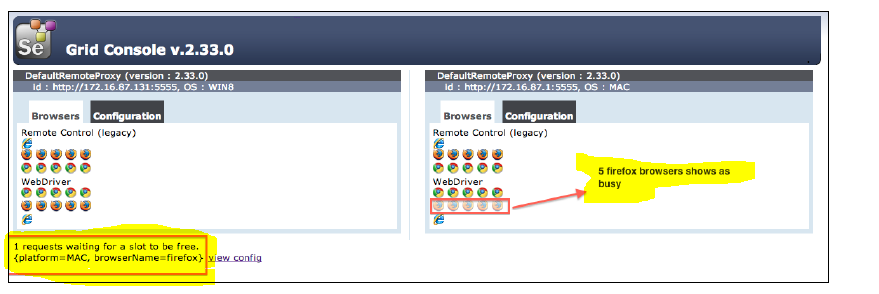 Se
Grid Console v.2.33.0
DefaultRemoteProxy (version : 2.33.0)
id : http://172.16.87.131:5555, OS : WIN8
Browsers
Configuration
Remote Control (legacy)
WebDriver
DefaultRemoteProxy (version : 2.33.0)
id : http://172.16.87.1:5555, OS : MAC
Browsers
Configuration
Remote Control (legacy)
WebDriver
5 firefox browsers shows as
busy
1 requests waiting for a slot to be free.
{platform=MAC, browserName=firefox} view config